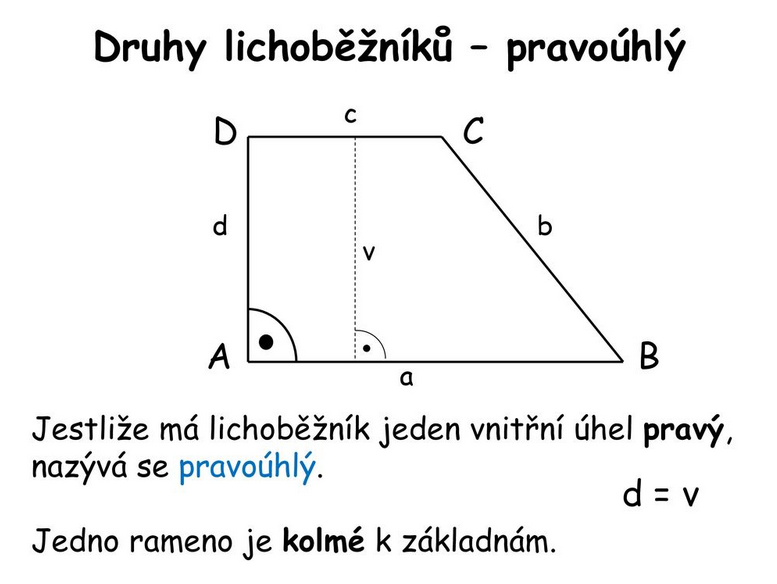 Druhy lichoběžníků – pravoúhlý
c
D
C
d
b
v
A
B
a
Jestliže má lichoběžník jeden vnitřní úhel pravý,
nazývá se pravoúhlý.
d = v
Jedno rameno je kolmé k základnám.